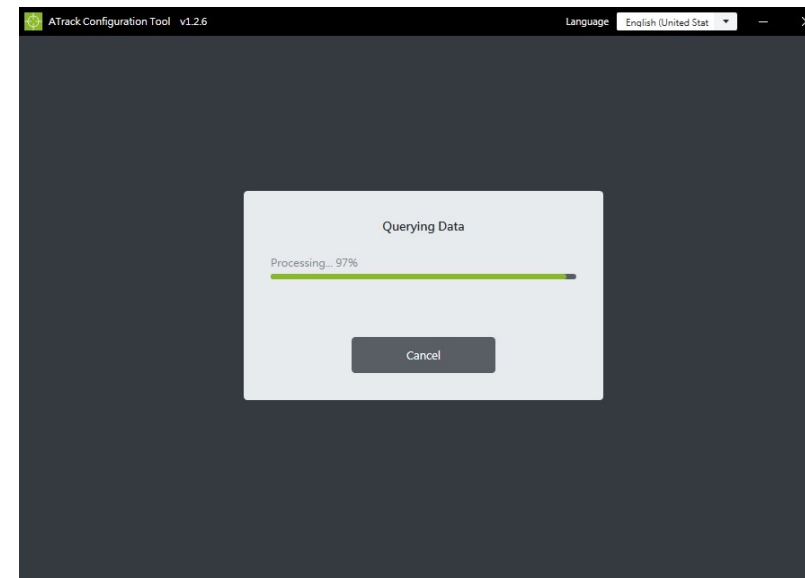 ATrack Configuration Tool v1.2.6 Language English (United Stat
Querying Data
Processing... 97%
Cancel